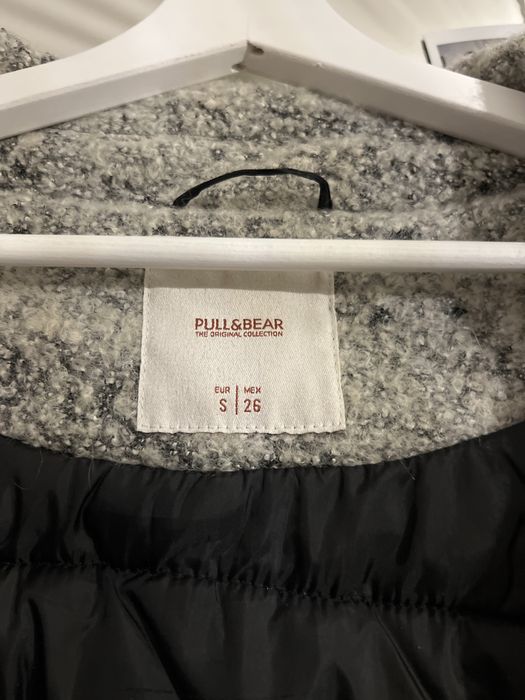 PULL&BEAR
THE ORIGINAL COLLECTION
EUR | MEX
S | 26